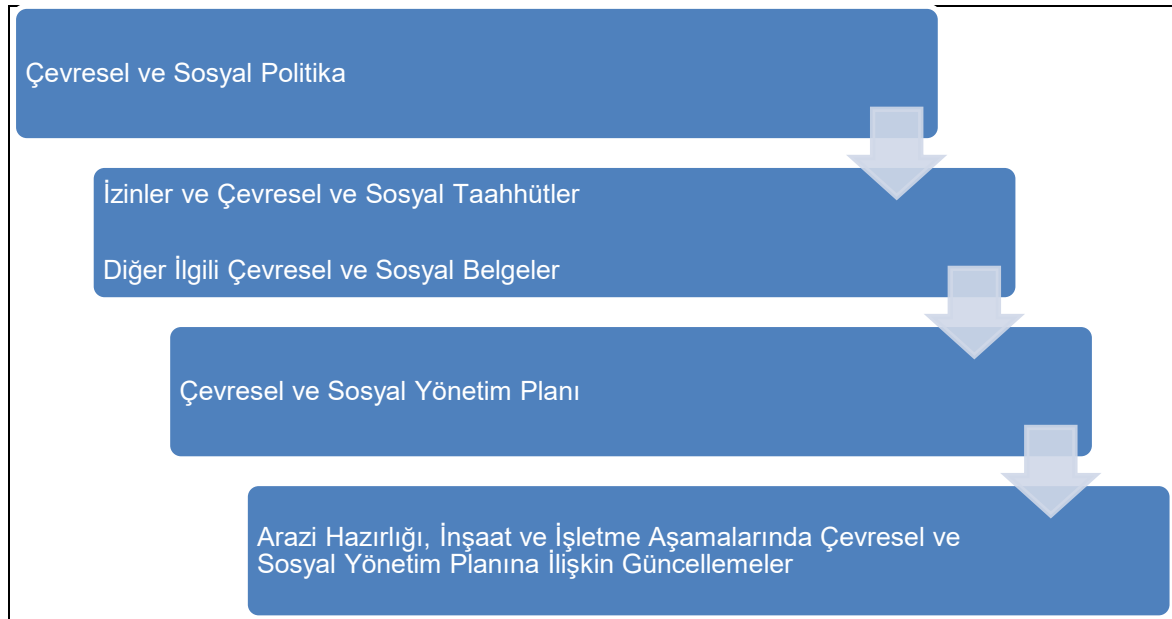 Çevresel ve Sosyal Politika
İzinler ve Çevresel ve Sosyal Taahhütler
Diğer İlgili Çevresel ve Sosyal Belgeler
Çevresel ve Sosyal Yönetim Planı
Arazi Hazırlığı, İnşaat ve İşletme Aşamalarında Çevresel ve
Sosyal Yönetim Planına İlişkin Güncellemeler